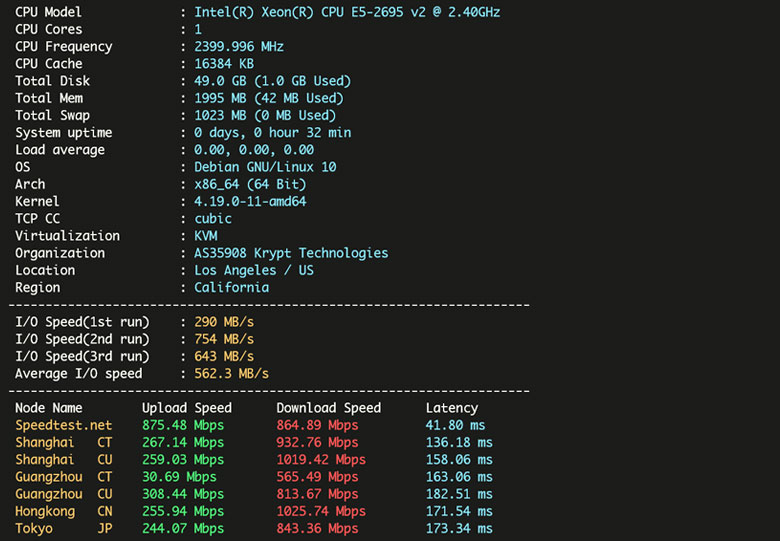 CPU Model : Intel(R) Xeon(R) CPU E5-2695 v2 @ 2.40GHz
CPU Cores : 1
CPU Frequency : 2399.996 MHz
CPU Cache : 16384 KB
Total Disk : 49.0 GB (1.0 GB Used)
Total Mem : 1995 MB (42 MB Used)
Total Swap : 1023 MB (0 MB Used)
System uptime : 0 days, 0 hour 32 min
Load average : 0.00, 0.00, 0.00
OS : Debian GNU/Linux 10
Arch : x86_64 (64 Bit)
Kernel : 4.19.0-11-amd64
TCP CC : cubic
Virtualization : KVM
Organization : AS35908 Krypt Technologies
Location : Los Angeles / US
Region : California
----------------------------------------------------------------------
I/O Speed(1st run) : 290 MB/s
I/O Speed(2nd run) : 754 MB/s
I/O Speed(3rd run) : 643 MB/s
Average I/O speed : 562.3 MB/s
----------------------------------------------------------------------
Node Name Upload Speed Download Speed Latency
Speedtest.net 875.48 Mbps 864.89 Mbps 41.80 ms
Shanghai CT 267.14 Mbps 932.76 Mbps 136.18 ms
Shanghai CU 259.03 Mbps 1019.42 Mbps 158.06 ms
Guangzhou CT 30.69 Mbps 565.49 Mbps 163.06 ms
Guangzhou CU 308.44 Mbps 813.67 Mbps 182.51 ms
Hongkong CN 255.94 Mbps 1025.74 Mbps 171.54 ms
Tokyo JP 244.07 Mbps 843.36 Mbps 173.34 ms